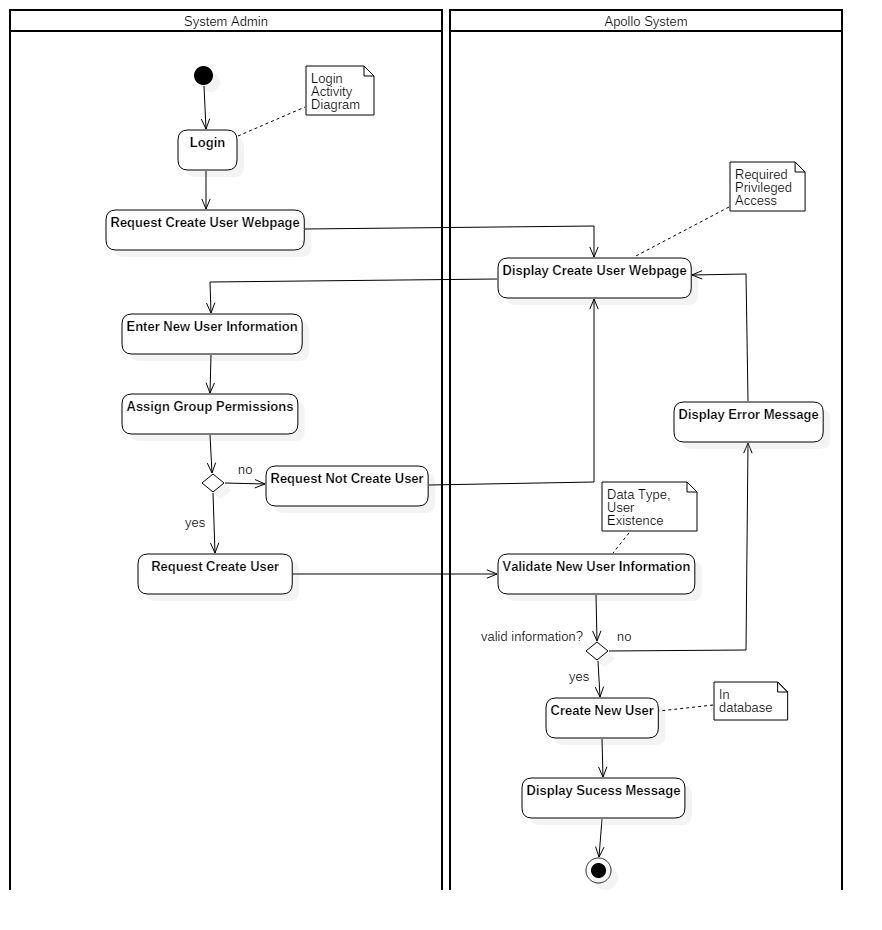 System Admin
Apollo System
Login
Activity
Diagram
Login
Required
Privileged
Access
Request Create User Webpage
Display Create User Webpage
Enter New User Information
Assign Group Permissions
Display Error Message
no
Request Not Create User
Data Type,
User
Existence
yes
Request Create User
Validate New User Information
valid information?
no
yes
In
database
Create New User
Display Sucess Message